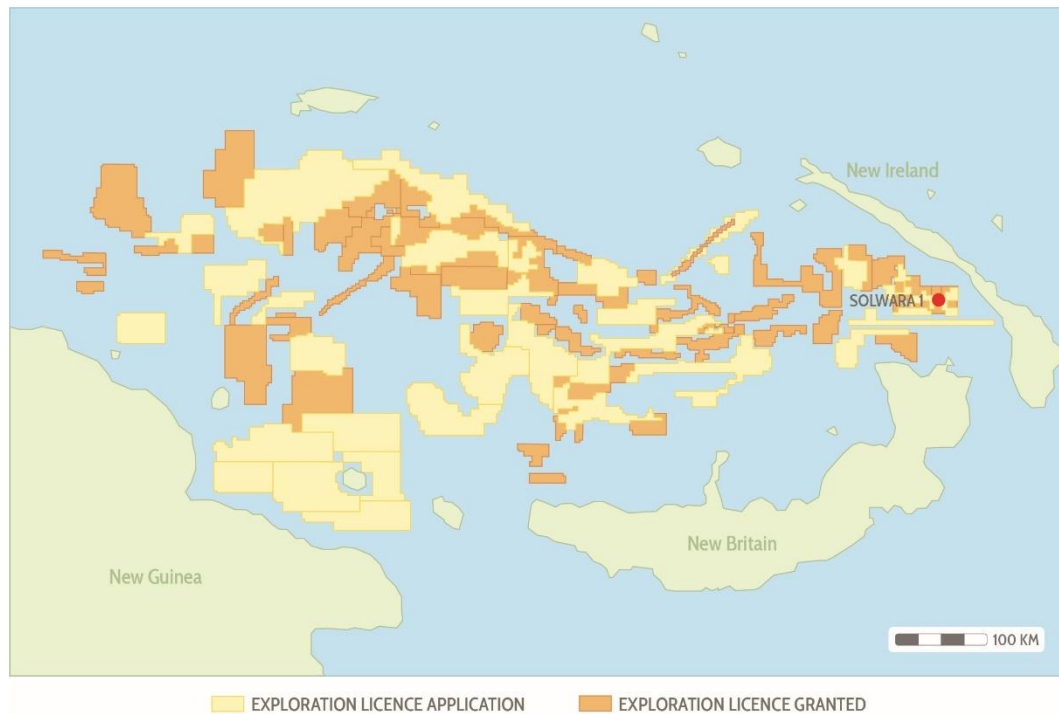 New Ireland
SOLWARA 1
New Britain
New Guinea
100 KM
EXPLORATION LICENCE APPLICATION
EXPLORATION LICENCE GRANTED